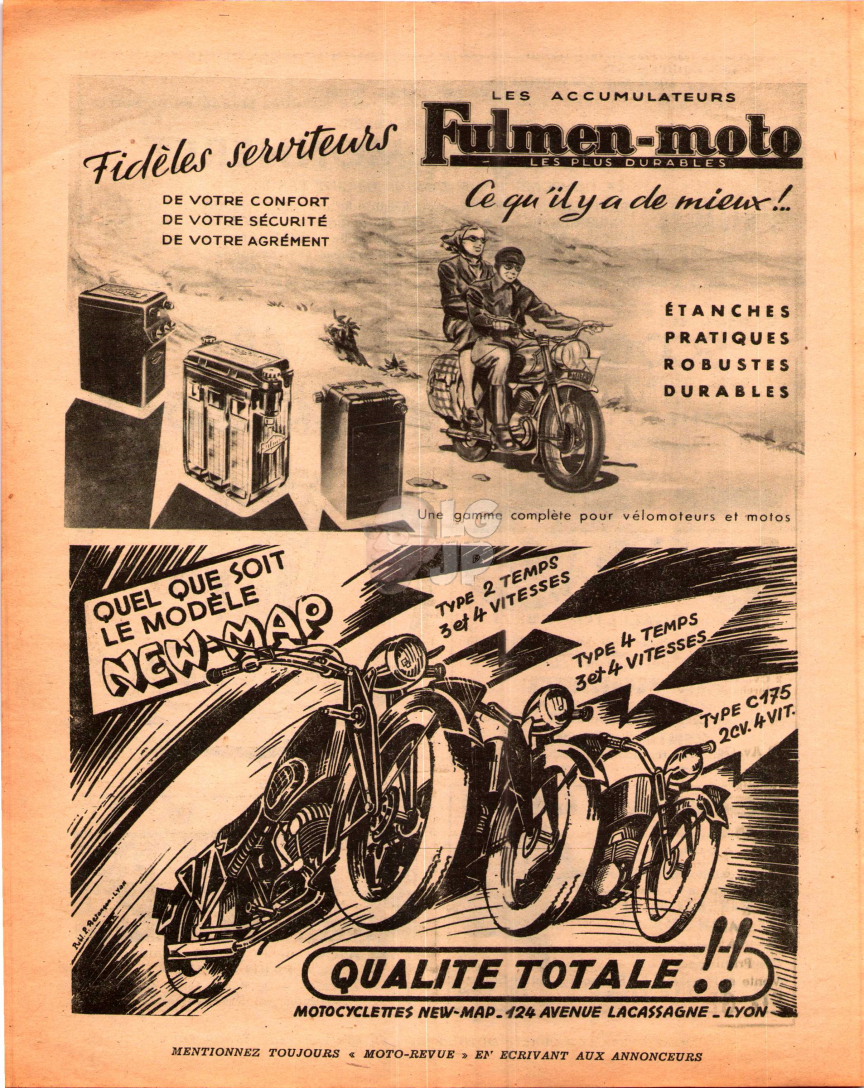 LES ACCUMULATEURS
Fulmen-moto
LES PLUS DURABLES
Fidèles serviteurs
DE VOTRE CONFORT
DE VOTRE SÉCURITÉ
DE VOTRE AGRÉMENT
Ce qu'il y a de mieux !..
ÉTANCHES
PRATIQUES
ROBUSTES
DURABLES
Une gamme complète pour vélomoteurs et motos
QUEL QUE SOIT
LE MODÈLE
NEW-MAP
TYPE 2 TEMPS
3 et 4 VITESSES
TYPE 4 TEMPS
3 et 4 VITESSES
TYPE C 175
2CV. 4 VIT.
QUALITE TOTALE !!
MOTOCYCLETTES NEW-MAP - 124 AVENUE LACASSAGNE - LYON
MENTIONNEZ TOUJOURS « MOTO-REVUE » EN ECRIVANT AUX ANNONCEURS